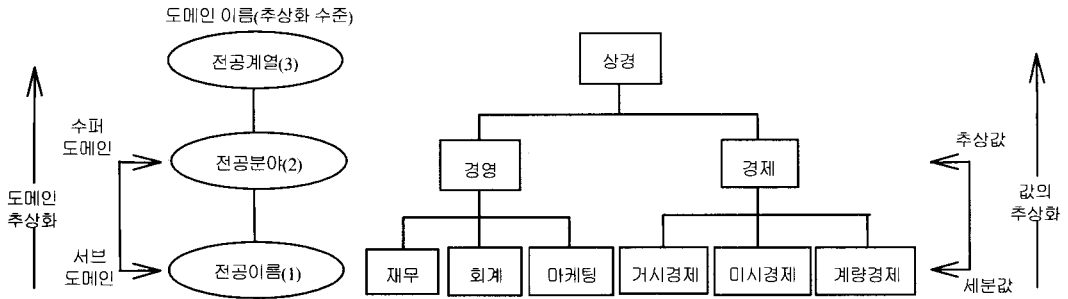 도메인 이름(추상화 수준)
전공계열(3)
상경
수퍼
도메인
전공분야(2)
경영
경제
추상값
도메인
추상화
값의
추상화
서브
도메인
전공이름(1)
재무
회계
마케팅
거시경제
미시경제
계량경제
세분값